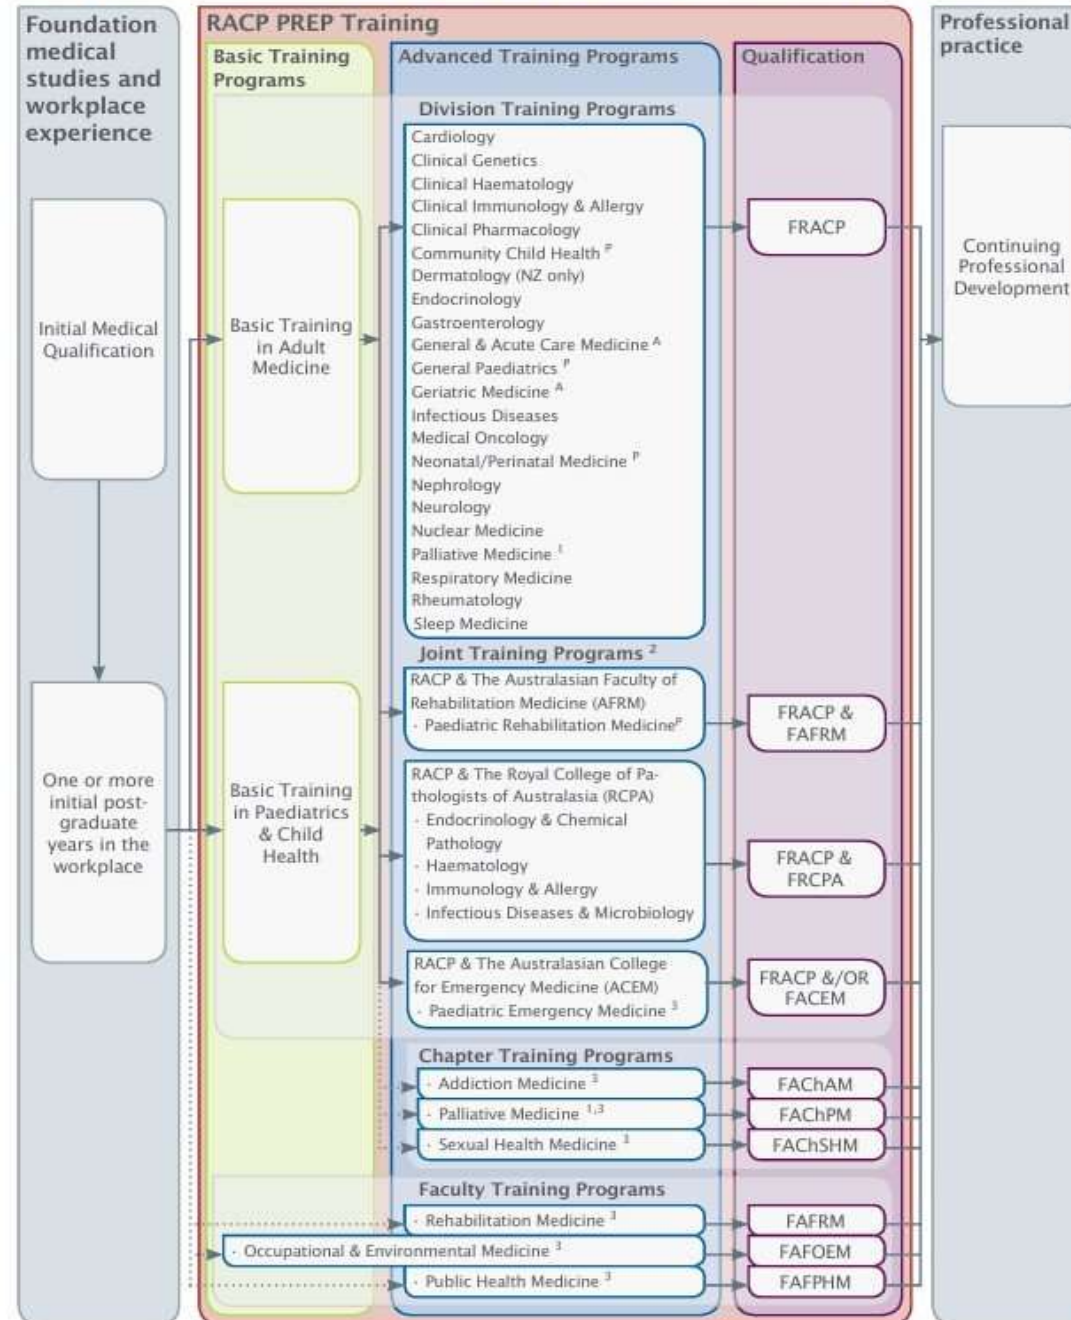 Foundation
medical
studies and
workplace
experience
Initial Medical
Qualification
One or more
initial post-
graduate
years in the
workplace
RACP PREP Training
Basic Training
Programs
Basic Training
in Adult
Medicine
Basic Training
in Paediatrics
& Child
Health
Advanced Training Programs
Division Training Programs
Cardiology
Clinical Genetics
Clinical Haematology
Clinical Immunology & Allergy
Clinical Pharmacology
Community Child Health P
Dermatology (NZ only)
Endocrinology
Gastroenterology
General & Acute Care Medicine A
General Paediatrics P
Geriatric Medicine A
Infectious Diseases
Medical Oncology
Neonatal/Perinatal Medicine P
Nephrology
Neurology
Nuclear Medicine
Palliative Medicine 1
Respiratory Medicine
Rheumatology
Sleep Medicine
Joint Training Programs 2
RACP & The Australasian Faculty of
Rehabilitation Medicine (AFRM)
· Paediatric Rehabilitation Medicine P
RACP & The Royal College of Pa-
thologists of Australasia (RCPA)
· Endocrinology & Chemical
Pathology
· Haematology
· Immunology & Allergy
· Infectious Diseases & Microbiology
RACP & The Australasian College
for Emergency Medicine (ACEM)
· Paediatric Emergency Medicine 3
Chapter Training Programs
· Addiction Medicine 3
· Palliative Medicine 1,3
· Sexual Health Medicine 3
Faculty Training Programs
· Rehabilitation Medicine 3
· Occupational & Environmental Medicine 3
· Public Health Medicine 3
Qualification
FRACP
FRACP &
FAFRM
FRACP &
FRCPA
FRACP &/OR
FACEM
FAChAM
FAChPM
FAChSHM
FAFRM
FAFOEM
FAFPHM
Professional
practice
Continuing
Professional
Development